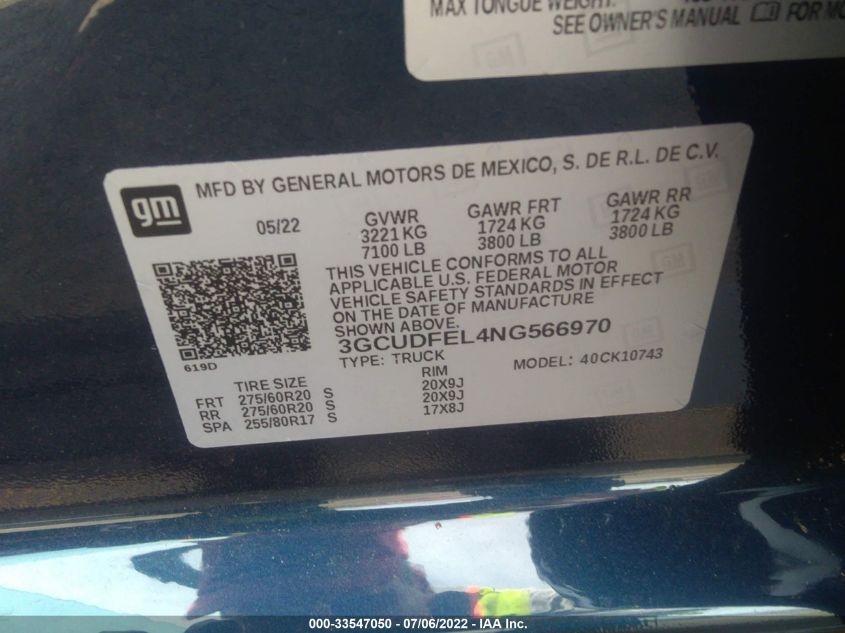 MAX TONGUE WEIGHT:
SEE OWNER'S MANUAL FOR MO
gm
MFD BY GENERAL MOTORS DE MEXICO, S. DE R.L. DE C.V.
05/22 GVWR GAWR FRT GAWR RR
3221 KG 1724 KG 1724 KG
7100 LB 3800 LB 3800 LB
THIS VEHICLE CONFORMS TO ALL
APPLICABLE U.S. FEDERAL MOTOR
VEHICLE SAFETY STANDARDS IN EFFECT
ON THE DATE OF MANUFACTURE
SHOWN ABOVE.
3GCUDFEL4NG566970
619D TYPE: TRUCK MODEL: 40CK10743
TIRE SIZE RIM
FRT 275/60R20 S 20X9J
RR 275/60R20 S 20X9J
SPA 255/80R17 S 17X8J
000-33547050 - 07/06/2022 - IAA Inc.